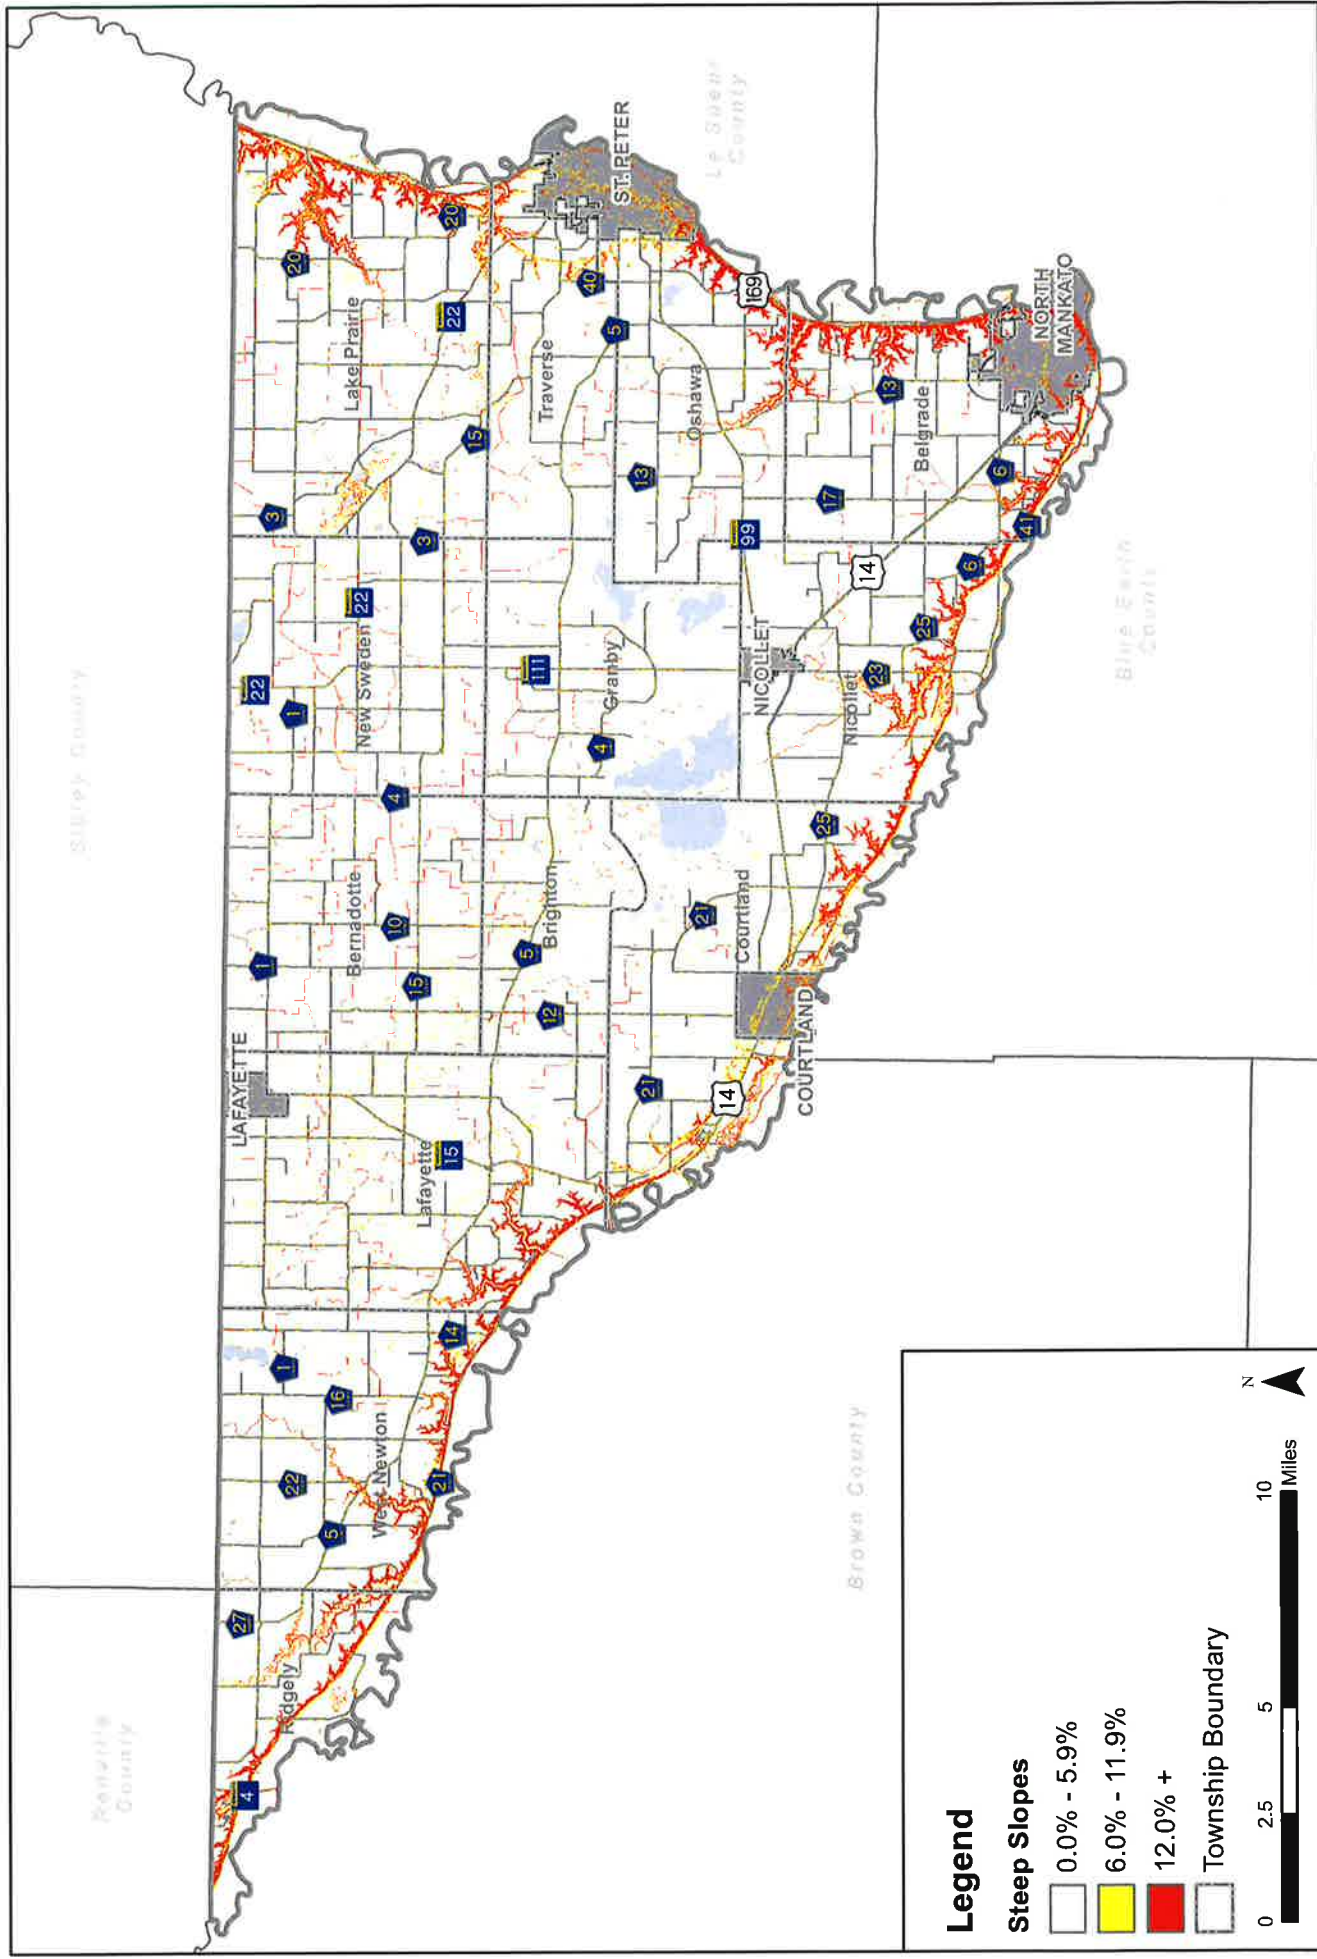 Renville
County
Sibley County
Le Sueur
County
Blue Earth
County
Brown County
4
27
Ridgely
5
22
West Newton
16
1
21
14
LAFAYETTE
Lafayette
15
1
Bernadotte
10
15
4
5
12
Brighton
21
14
COURTLAND
Courtland
21
25
22
1
New Sweden
22
111
4
Granby
NICOLLET
Nicollet
23
25
6
14
99
3
3
Lake Prairie
20
20
22
15
Traverse
40
5
ST. PETER
13
Oshawa
169
17
13
Belgrade
6
41
NORTH
MANKATO
Legend
Steep Slopes
0.0% - 5.9%
6.0% - 11.9%
12.0% +
Township Boundary
0 2.5 5 10
Miles
N